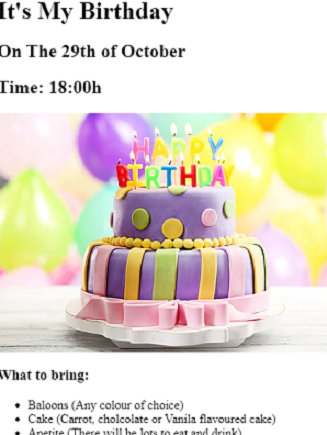 It's My Birthday
On The 29th of October
Time: 18:00h
HAPPY
BIRTHDAY
What to bring:
• Baloons (Any colour of choice)
• Cake (Carrot, cholcolate or Vanila flavoured cake)
• Apetite (There will be lots to eat and drink)